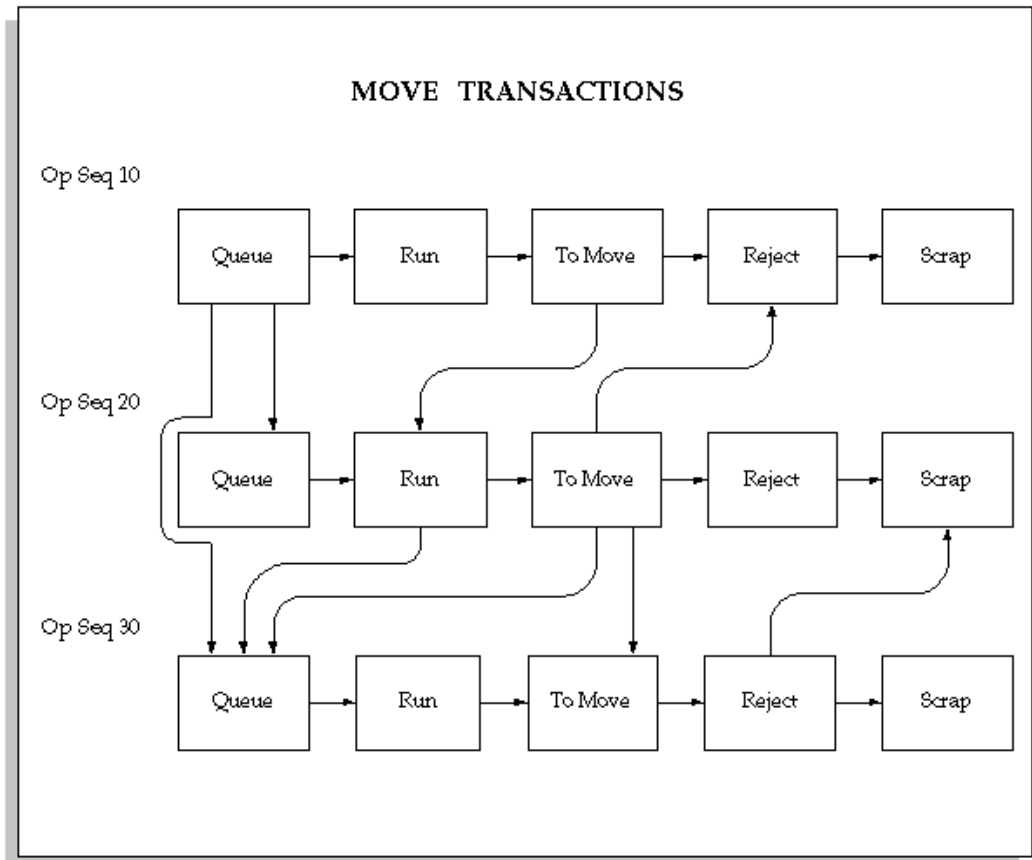 MOVE TRANSACTIONS
Op Seq 10
Queue
Run
To Move
Reject
Scrap
Op Seq 20
Queue
Run
To Move
Reject
Scrap
Op Seq 30
Queue
Run
To Move
Reject
Scrap